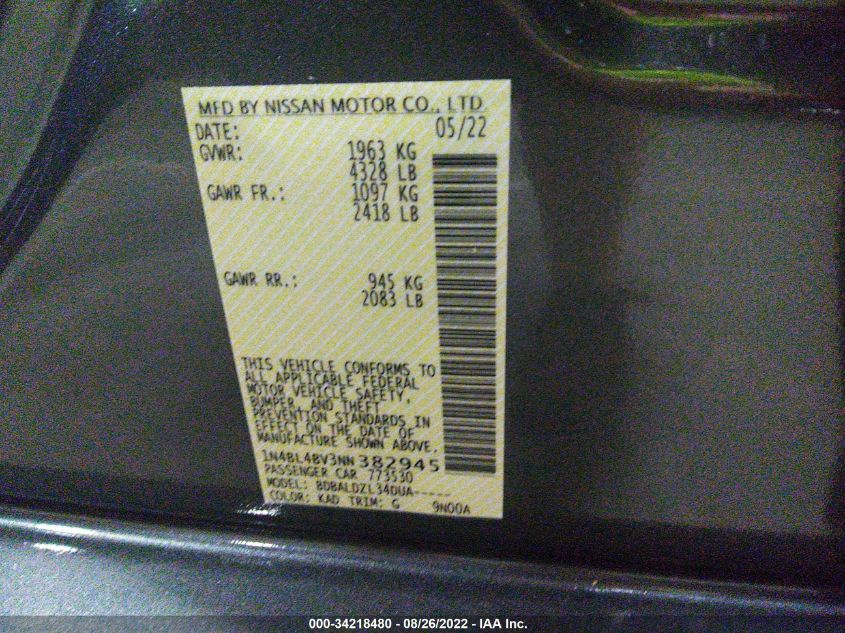 MFD BY NISSAN MOTOR CO., LTD
DATE: 05/22
GVWR: 1963 KG
4328 LB
GAWR FR.: 1097 KG
2418 LB
GAWR RR.: 945 KG
2083 LB
THIS VEHICLE CONFORMS TO
ALL APPLICABLE FEDERAL
MOTOR VEHICLE SAFETY,
BUMPER, AND THEFT
PREVENTION STANDARDS IN
EFFECT ON THE DATE OF
MANUFACTURE SHOWN ABOVE.
1N4BL4BV3NN382945
PASSENGER CAR 773530
MODEL: BDBALDZL34DUA-----
COLOR: KAD TRIM: G 9N00A
000-34218480 - 08/26/2022 - IAA Inc.